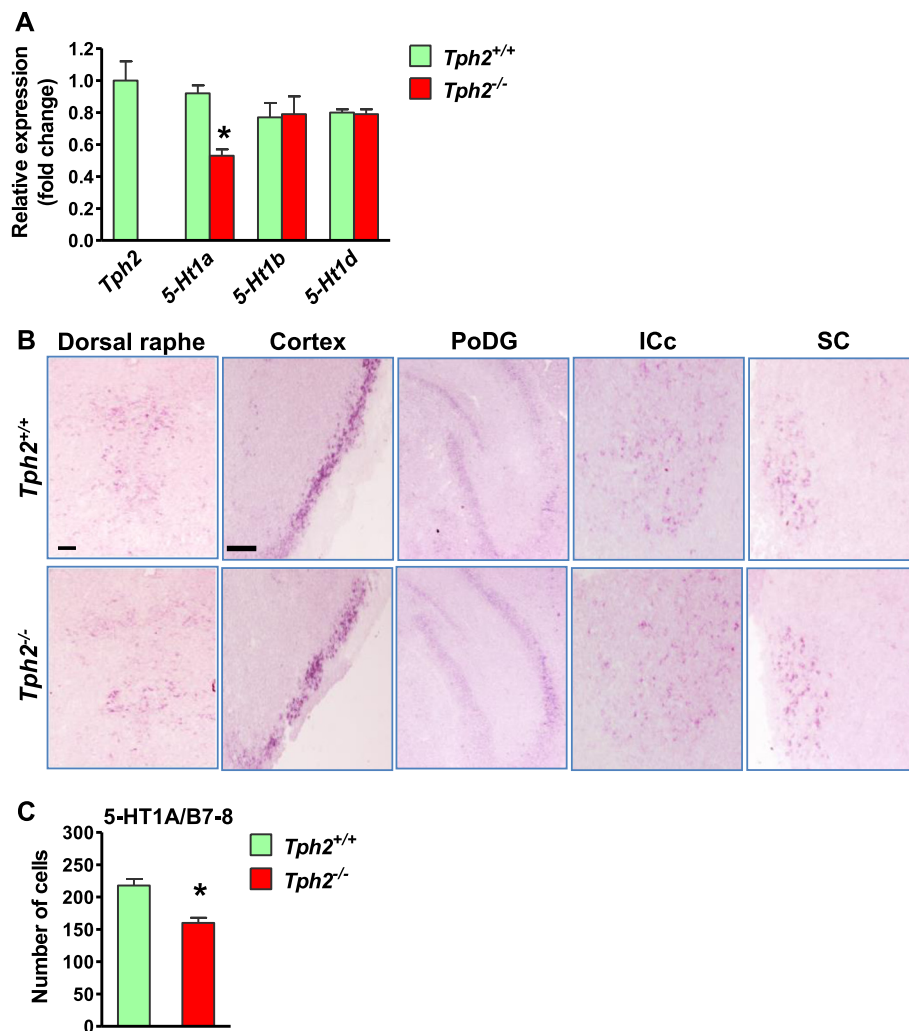 A
Relative expression
(fold change)
1.2
1.0
0.8
0.6
0.4
0.2
0.0
*
Tph2
5-Ht1a
5-Ht1b
5-Ht1d
Tph2+/+
Tph2-/-
B
Dorsal raphe Cortex PoDG ICc SC
Tph2+/+
Tph2-/-
C
5-HT1A/B7-8
Number of cells
300
250
200
150
100
50
0
*
Tph2+/+
Tph2-/-